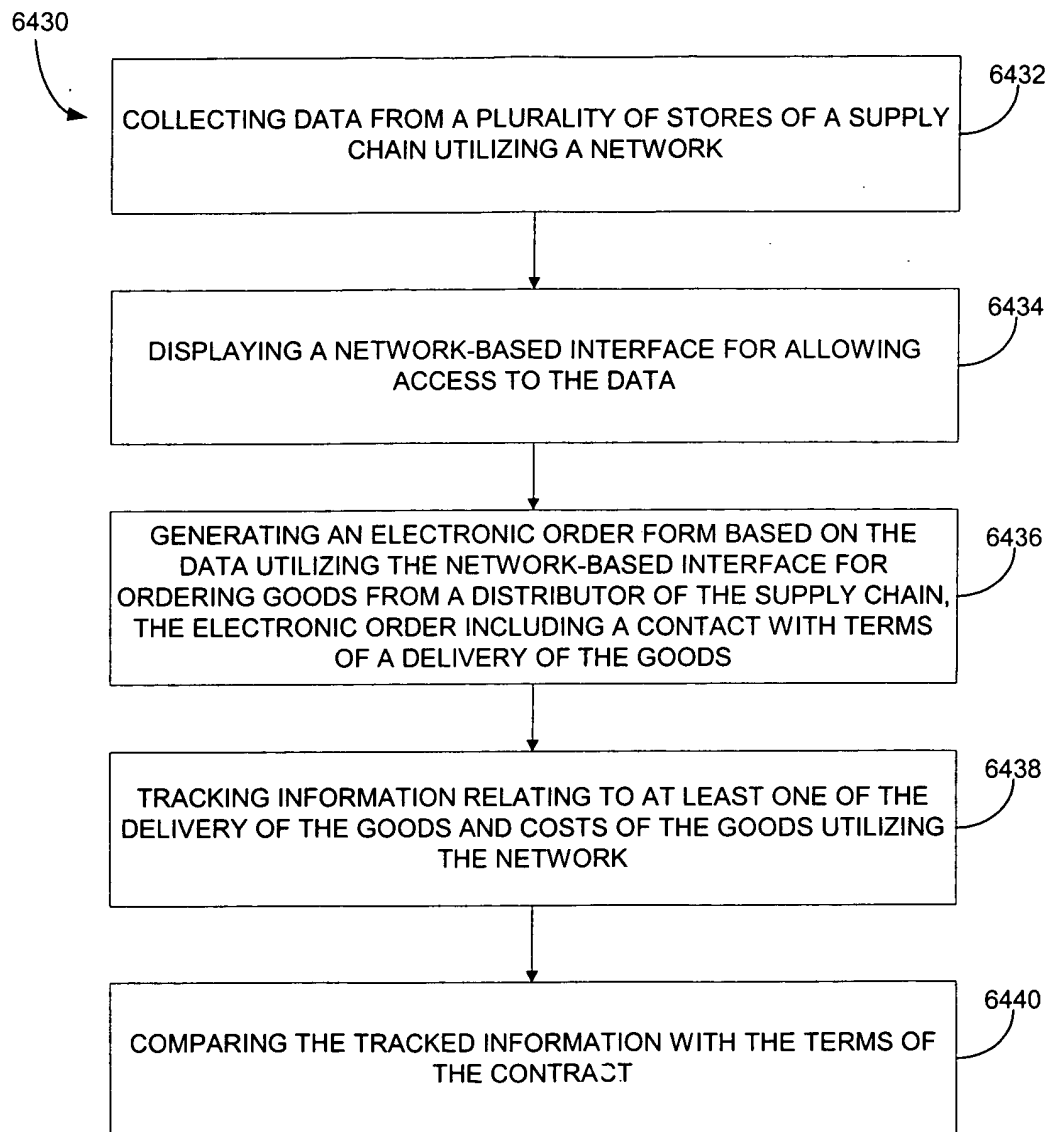 6430
6432
COLLECTING DATA FROM A PLURALITY OF STORES OF A SUPPLY
CHAIN UTILIZING A NETWORK
6434
DISPLAYING A NETWORK-BASED INTERFACE FOR ALLOWING
ACCESS TO THE DATA
6436
GENERATING AN ELECTRONIC ORDER FORM BASED ON THE
DATA UTILIZING THE NETWORK-BASED INTERFACE FOR
ORDERING GOODS FROM A DISTRIBUTOR OF THE SUPPLY CHAIN,
THE ELECTRONIC ORDER INCLUDING A CONTACT WITH TERMS
OF A DELIVERY OF THE GOODS
6438
TRACKING INFORMATION RELATING TO AT LEAST ONE OF THE
DELIVERY OF THE GOODS AND COSTS OF THE GOODS UTILIZING
THE NETWORK
6440
COMPARING THE TRACKED INFORMATION WITH THE TERMS OF
THE CONTRACT